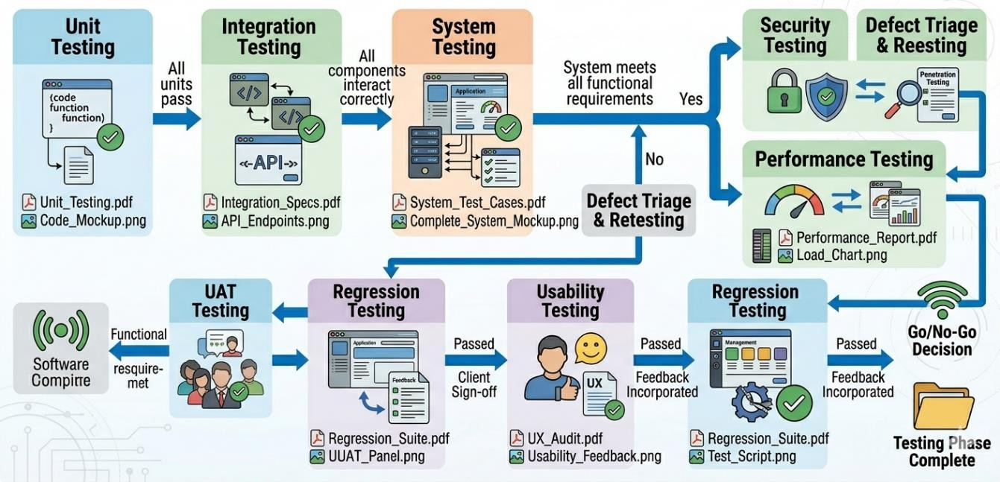 Unit
Testing
{code
function
function)
}
Unit_Testing.pdf
Code_Mockup.png
All
units
pass
Integration
Testing
</>
</>
<-API->>
Integration_Specs.pdf
API_Endpoints.png
All
components
interact
correctly
System
Testing
Application
System_Test_Cases.pdf
Complete_System_Mockup.png
System meets
all functional
requirements
Yes
No
Defect Triage
& Retesting
Security
Testing
Defect Triage
& Reesting
Penetration
Testing
Performance Testing
Performance_Report.pdf
Load_Chart.png
Software
Compirre
Functional
resquire-
met
UAT
Testing
Regression
Testing
Application
Feedback
Regression_Suite.pdf
UUAT_Panel.png
Passed
Client
Sign-off
Usability
Testing
UX
UX_Audit.pdf
Usability_Feedback.png
Passed
Feedback
Incorporated
Regression
Testing
Management
Regression_Suite.pdf
Test_Script.png
Passed
Feedback
Incorporated
Go/No-Go
Decision
Testing Phase
Complete